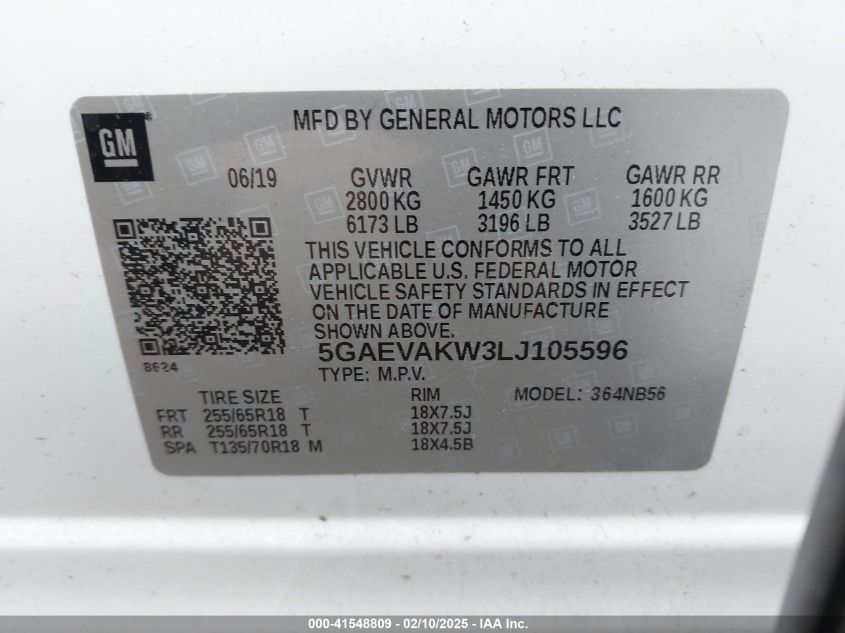 MFD BY GENERAL MOTORS LLC
GM
06/19 GVWR GAWR FRT GAWR RR
2800 KG 1450 KG 1600 KG
6173 LB 3196 LB 3527 LB
THIS VEHICLE CONFORMS TO ALL
APPLICABLE U.S. FEDERAL MOTOR
VEHICLE SAFETY STANDARDS IN EFFECT
ON THE DATE OF MANUFACTURE
SHOWN ABOVE.
5GAEVAKW3LJ105596
8624
TYPE: M.P.V.
TIRE SIZE RIM MODEL: 364NB56
FRT 255/65R18 T 18X7.5J
RR 255/65R18 T 18X7.5J
SPA T135/70R18 M 18X4.5B
000-41548809 - 02/10/2025 - IAA Inc.